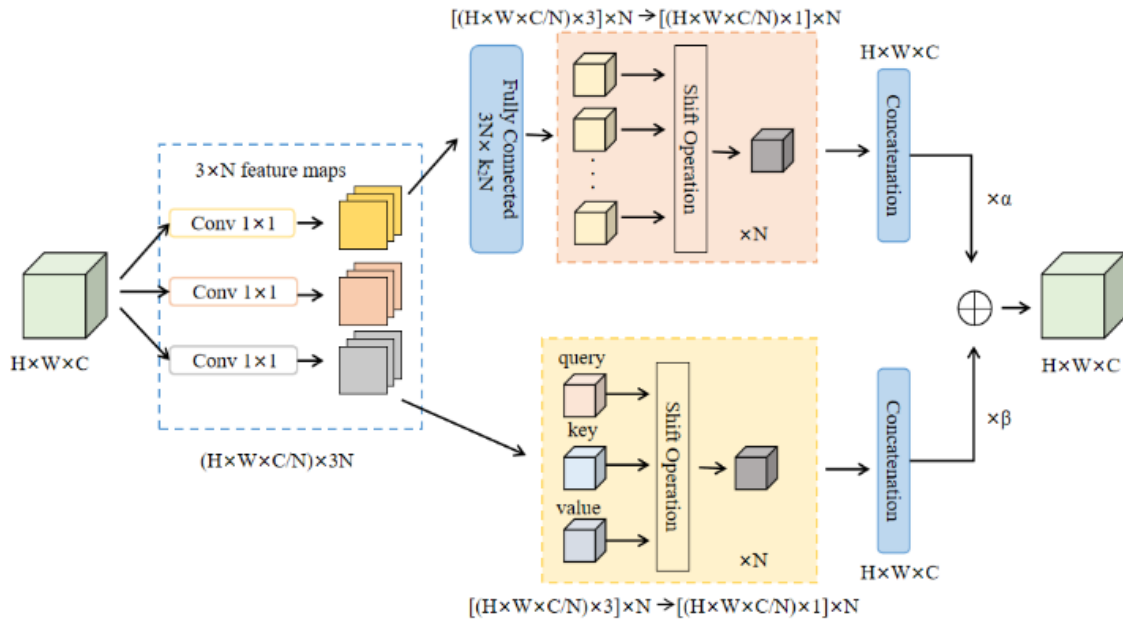 [(H×W×C/N)×3]×N→[(H×W×C/N)×1]×N
H×W×C
3×N feature maps
Conv 1×1
Conv 1×1
Conv 1×1
H×W×C
(H×W×C/N)×3N
Fully Connected
3N× k₂N
Shift Operation
×N
Concatenation
×α
H×W×C
query
key
value
Shift Operation
×N
Concatenation
×β
H×W×C
[(H×W×C/N)×3]×N→[(H×W×C/N)×1]×N